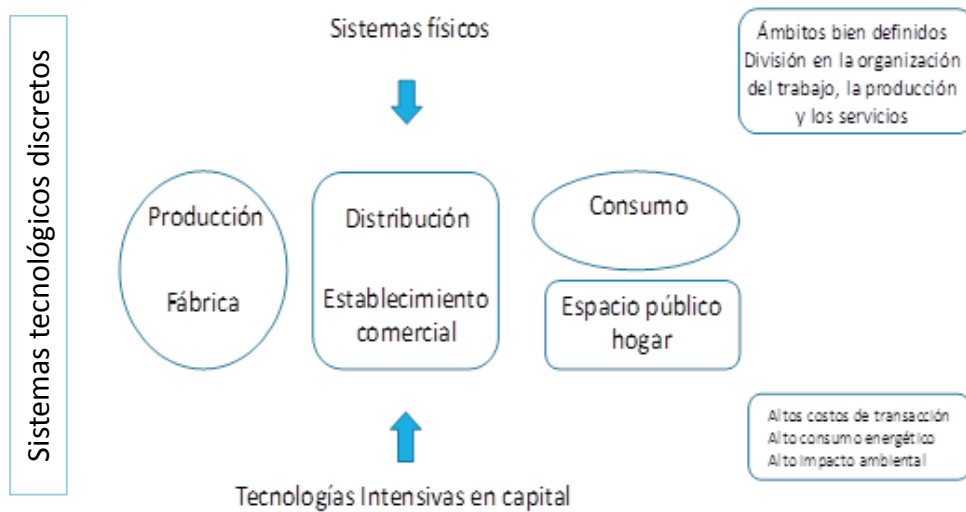 Sistemas tecnológicos discretos
Sistemas físicos
Ámbitos bien definidos
División en la organización
del trabajo, la producción
y los servicios
Producción
Fábrica
Distribución
Establecimiento
comercial
Consumo
Espacio público
hogar
Altos costos de transacción
Alto consumo energético
Alto impacto ambiental
Tecnologías Intensivas en capital